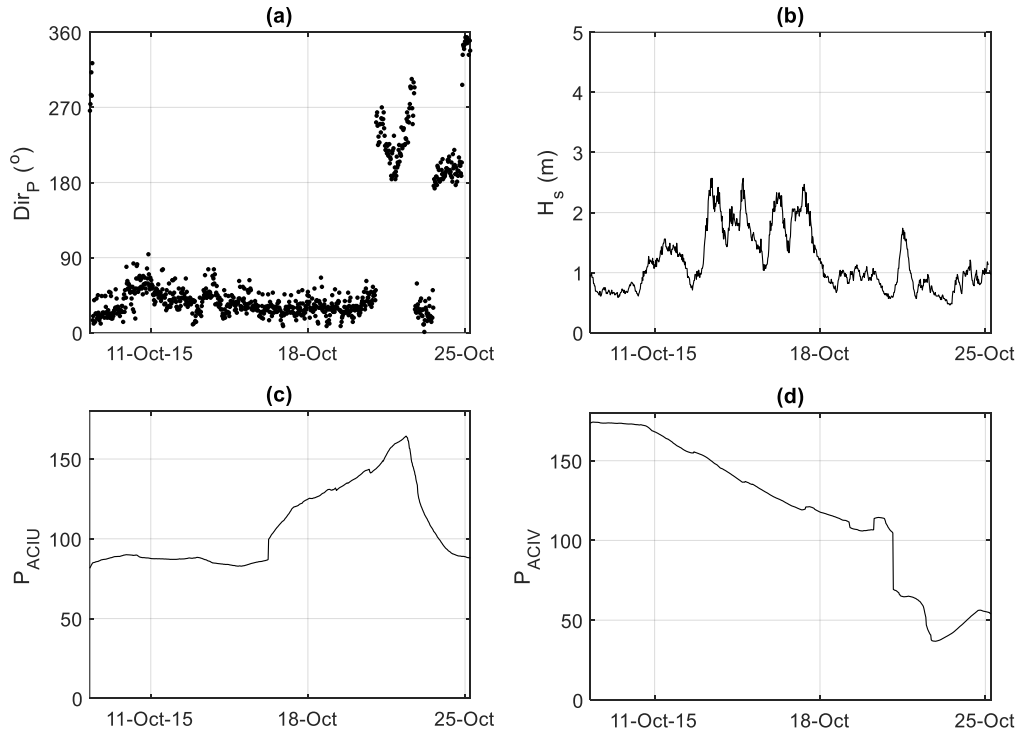 (a)
360
270
180
90
0
Dir_P (°)
11-Oct-15 18-Oct 25-Oct
(b)
5
4
3
2
1
0
H_s (m)
11-Oct-15 18-Oct 25-Oct
(c)
150
100
50
0
P_ACIU
11-Oct-15 18-Oct 25-Oct
(d)
150
100
50
0
P_ACIV
11-Oct-15 18-Oct 25-Oct